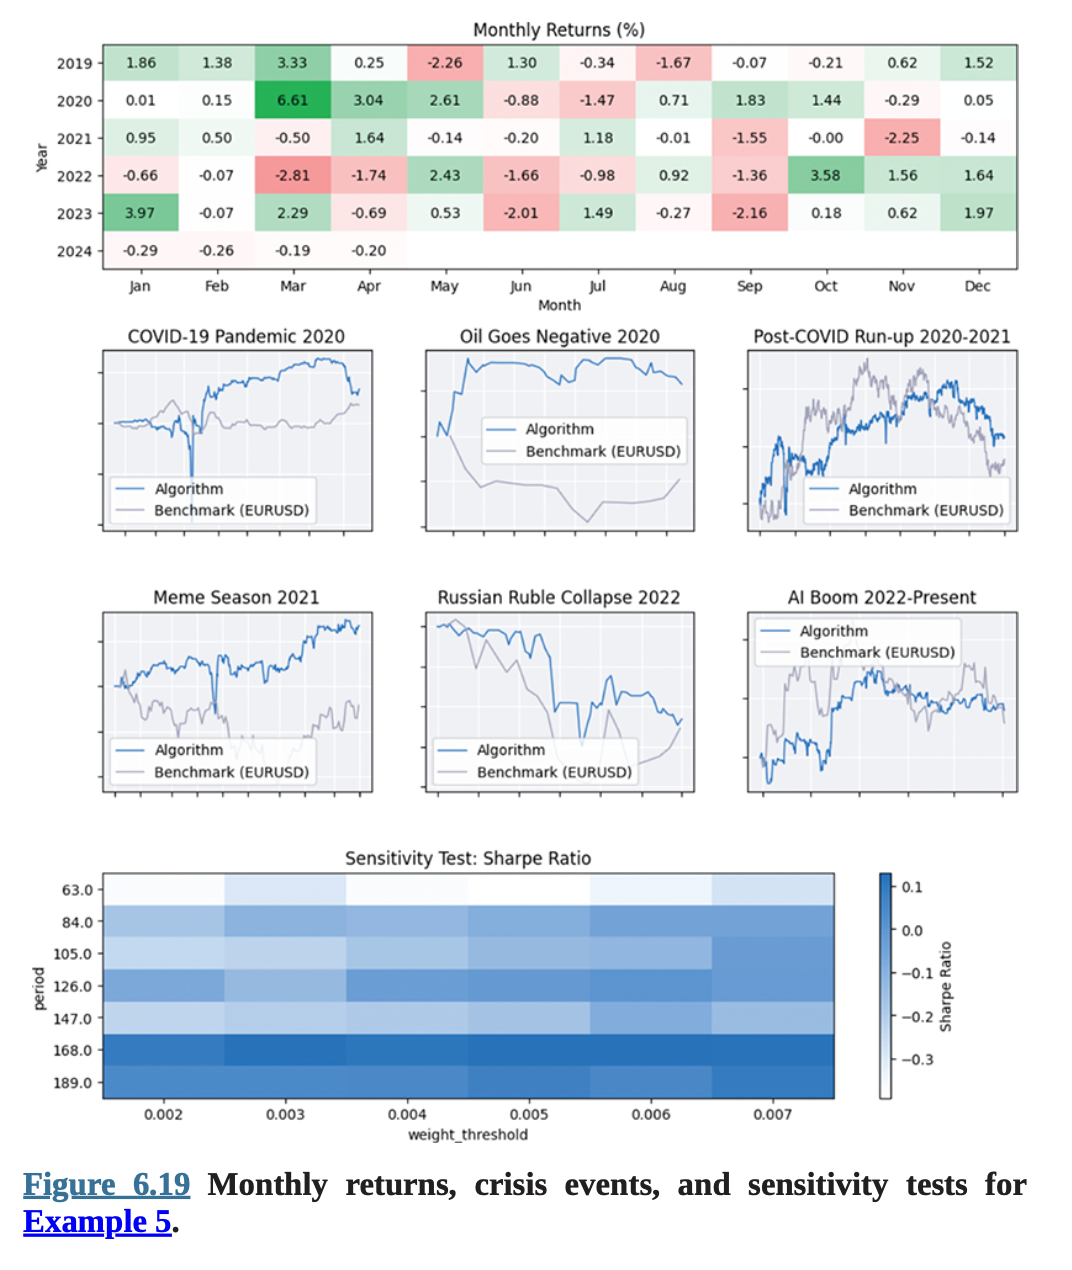 Monthly Returns (%)
2019 1.86 1.38 3.33 0.25 -2.26 1.30 -0.34 -1.67 -0.07 -0.21 0.62 1.52
2020 0.01 0.15 6.61 3.04 2.61 -0.88 -1.47 0.71 1.83 1.44 -0.29 0.05
2021 0.95 0.50 -0.50 1.64 -0.14 -0.20 1.18 -0.01 -1.55 -0.00 -2.25 -0.14
Year
2022 -0.66 -0.07 -2.81 -1.74 2.43 -1.66 -0.98 0.92 -1.36 3.58 1.56 1.64
2023 3.97 -0.07 2.29 -0.69 0.53 -2.01 1.49 -0.27 -2.16 0.18 0.62 1.97
2024 -0.29 -0.26 -0.19 -0.20
Jan Feb Mar Apr May Jun Jul Aug Sep Oct Nov Dec
Month
COVID-19 Pandemic 2020
Algorithm
Benchmark (EURUSD)
Oil Goes Negative 2020
Algorithm
Benchmark (EURUSD)
Post-COVID Run-up 2020-2021
Algorithm
Benchmark (EURUSD)
Meme Season 2021
Algorithm
Benchmark (EURUSD)
Russian Ruble Collapse 2022
Algorithm
Benchmark (EURUSD)
AI Boom 2022-Present
Algorithm
Benchmark (EURUSD)
Sensitivity Test: Sharpe Ratio
63.0
84.0
105.0
126.0
147.0
168.0
189.0
period
0.002 0.003 0.004 0.005 0.006 0.007
weight_threshold
0.1
0.0
−0.1
−0.2
−0.3
Sharpe Ratio
Figure 6.19 Monthly returns, crisis events, and sensitivity tests for
Example 5.